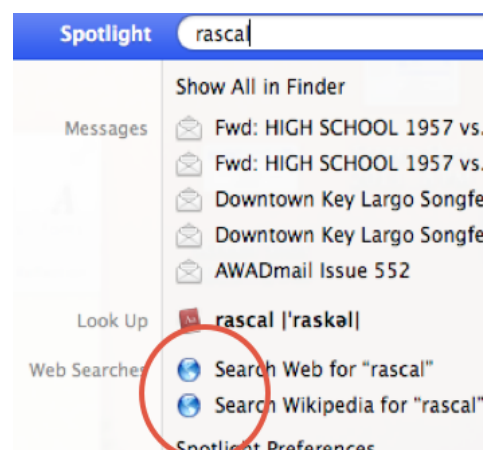 Spotlight rascal
Show All in Finder
Messages Fwd: HIGH SCHOOL 1957 vs.
Fwd: HIGH SCHOOL 1957 vs.
Downtown Key Largo Songfe
Downtown Key Largo Songfe
AWADmail Issue 552
Look Up rascal |ˈraskəl|
Web Searches Search Web for “rascal”
Search Wikipedia for “rascal”
Spotlight Preferences